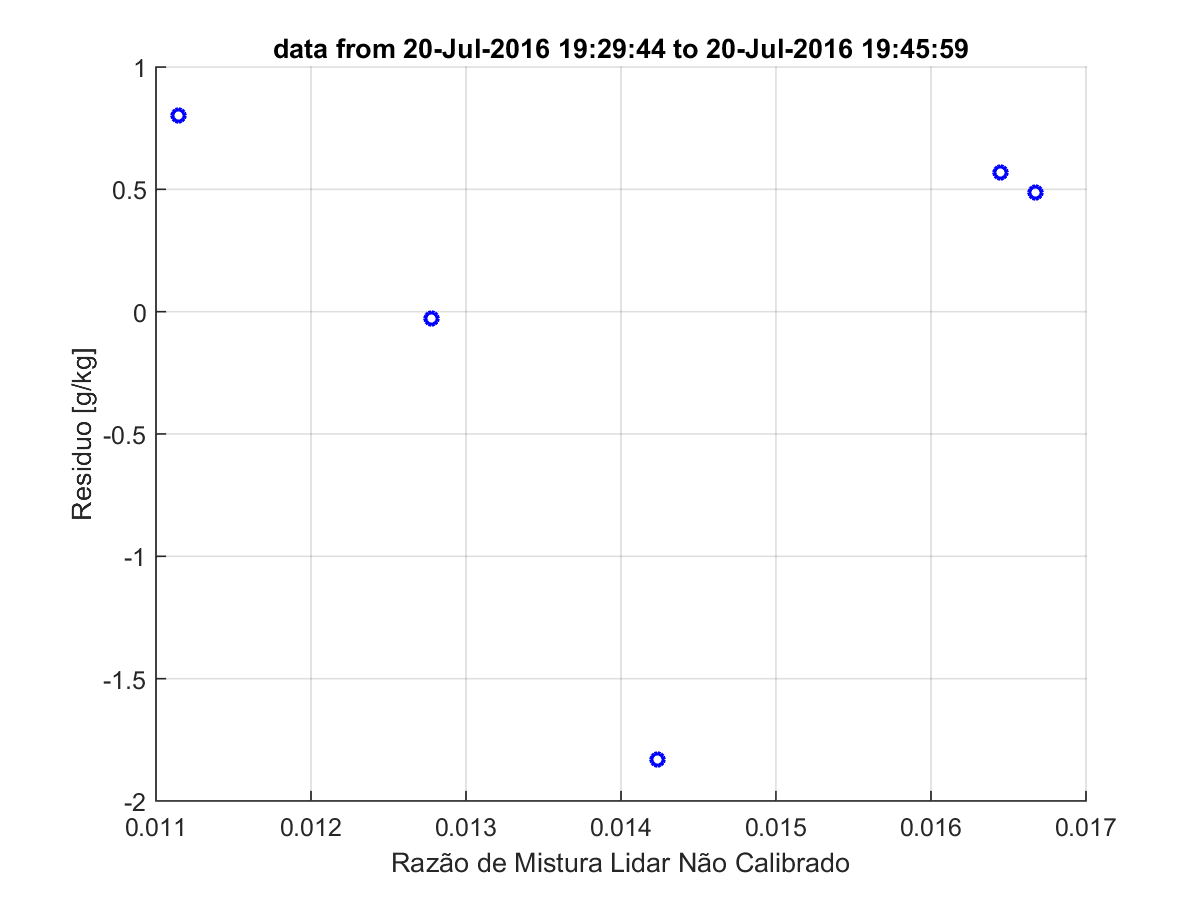 data from 20-Jul-2016 19:29:44 to 20-Jul-2016 19:45:59
1
0.5
0
-0.5
-1
-1.5
-2
Residuo [g/kg]
0.011 0.012 0.013 0.014 0.015 0.016 0.017
Razão de Mistura Lidar Não Calibrado